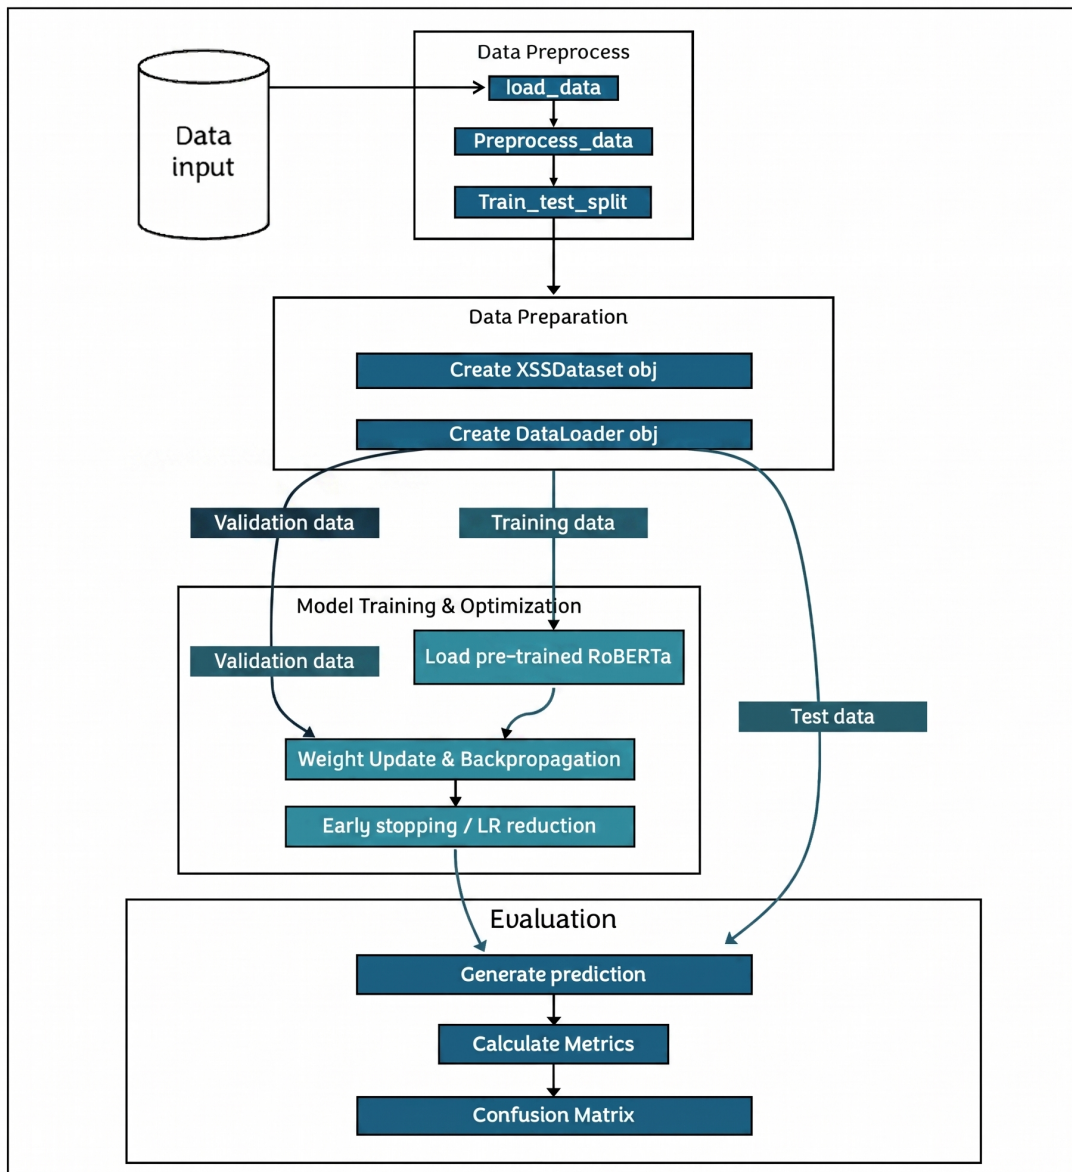 Data Preprocess
load_data
Data
input
Preprocess_data
Train_test_split
Data Preparation
Create XSSDataset obj
Create DataLoader obj
Validation data
Training data
Model Training & Optimization
Validation data
Load pre-trained RoBERTa
Test data
Weight Update & Backpropagation
Early stopping / LR reduction
Evaluation
Generate prediction
Calculate Metrics
Confusion Matrix